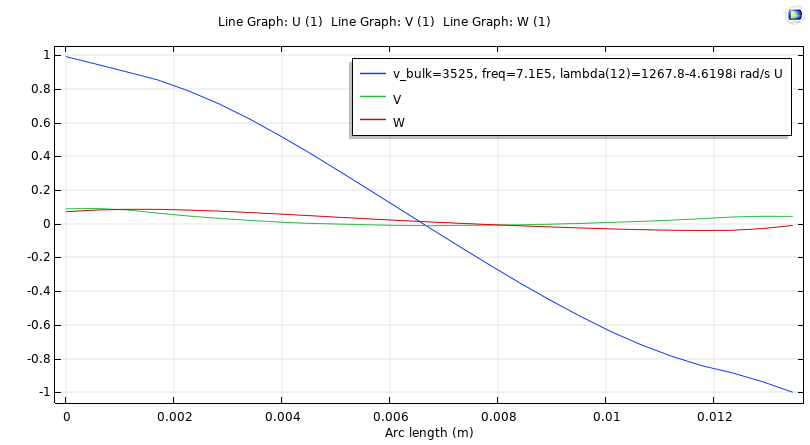 Line Graph: U (1) Line Graph: V (1) Line Graph: W (1)
v_bulk=3525, freq=7.1E5, lambda(12)=1267.8-4.6198i rad/s U
V
W
1
0.8
0.6
0.4
0.2
0
-0.2
-0.4
-0.6
-0.8
-1
0 0.002 0.004 0.006 0.008 0.01 0.012
Arc length (m)